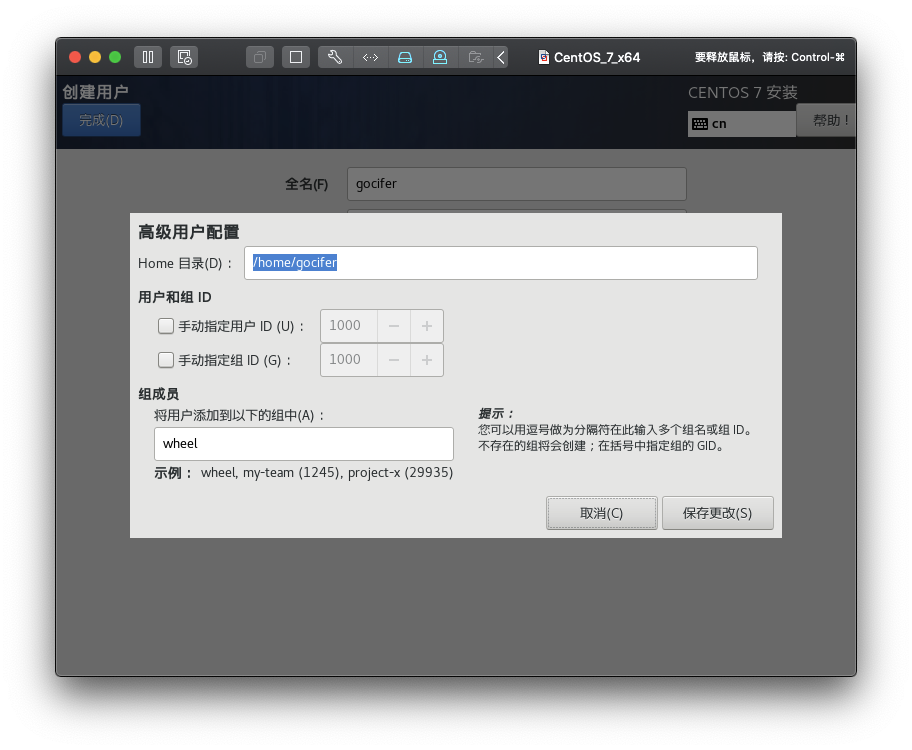 CentOS_7_x64
要释放鼠标，请按: Control-⌘
创建用户
CENTOS 7 安装
完成(D)
cn
帮助！
全名(F)
gocifer
高级用户配置
Home 目录(D)：
/home/gocifer
用户和组 ID
手动指定用户 ID (U)：
1000
手动指定组 ID (G)：
1000
组成员
将用户添加到以下的组中(A)：
wheel
示例： wheel, my-team (1245), project-x (29935)
提示：
您可以用逗号做为分隔符在此输入多个组名或组 ID。
不存在的组将会创建；在括号中指定组的 GID。
取消(C)
保存更改(S)